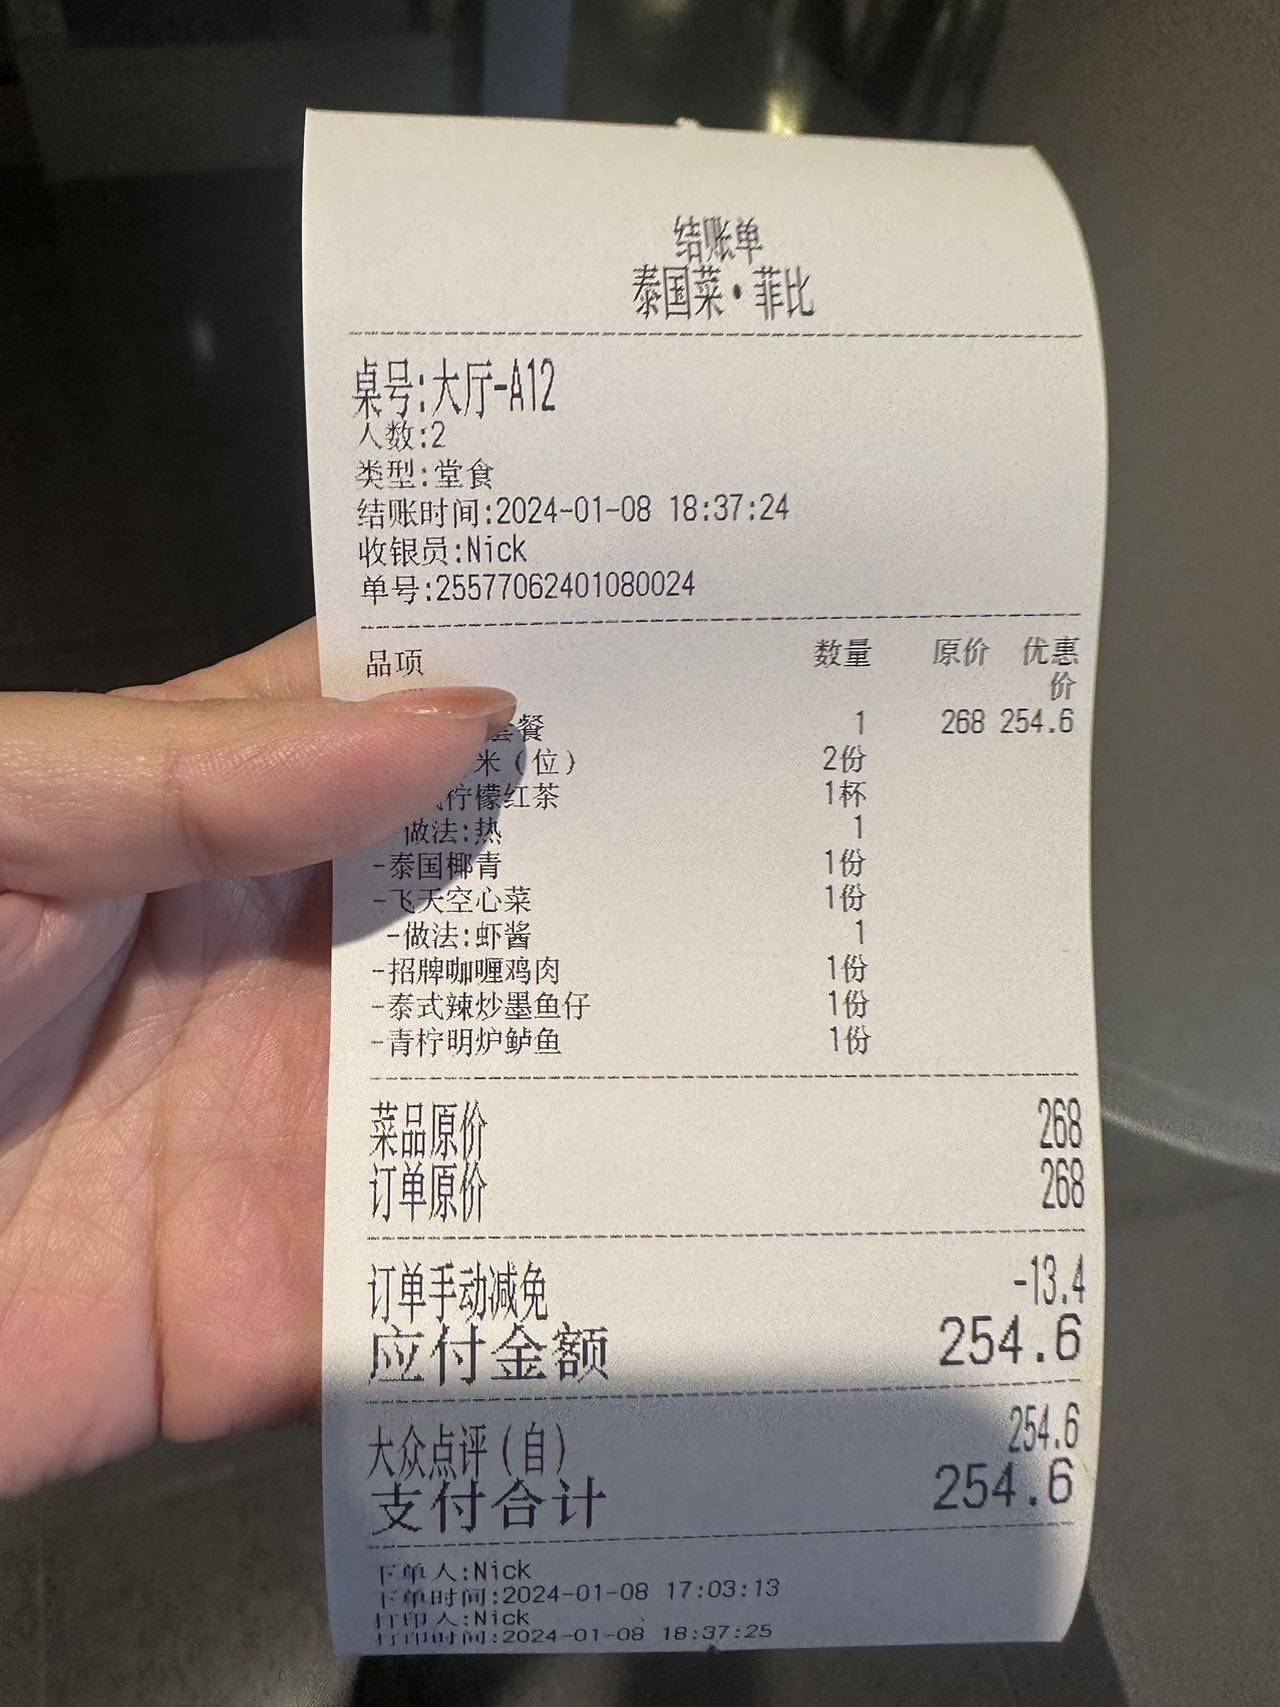 结账单
泰国菜·菲比
桌号:大厅-A12
人数:2
类型:堂食
结账时间:2024-01-08 18:37:24
收银员:Nick
单号:25577062401080024
品项 数量 原价 优惠价
套餐 1 268 254.6
米(位) 2份
柠檬红茶 1杯
做法:热 1
-泰国椰青 1份
-飞天空心菜 1份
-做法:虾酱 1
-招牌咖喱鸡肉 1份
-泰式辣炒墨鱼仔 1份
-青柠明炉鲈鱼 1份
菜品原价 268
订单原价 268
订单手动减免 -13.4
应付金额 254.6
大众点评(自) 254.6
支付合计 254.6
下单人:Nick
下单时间:2024-01-08 17:03:13
打印人:Nick
打印时间:2024-01-08 18:37:25